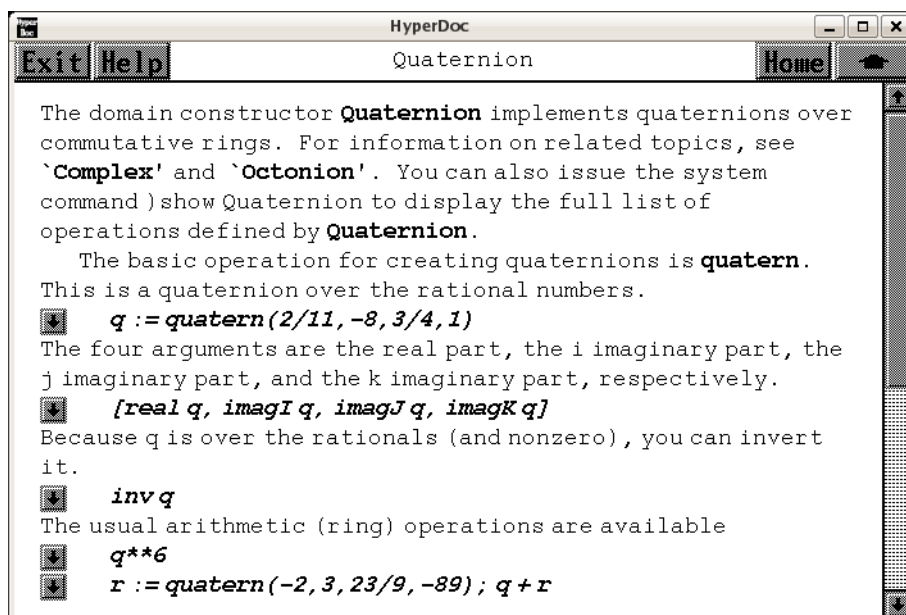 Hyper Doc
HyperDoc
Exit Help Quaternion Home
The domain constructor Quaternion implements quaternions over
commutative rings. For information on related topics, see
`Complex' and `Octonion'. You can also issue the system
command )show Quaternion to display the full list of
operations defined by Quaternion.
The basic operation for creating quaternions is quatern.
This is a quaternion over the rational numbers.
q := quatern(2/11,-8,3/4,1)
The four arguments are the real part, the i imaginary part, the
j imaginary part, and the k imaginary part, respectively.
[real q, imagI q, imagJ q, imagK q]
Because q is over the rationals (and nonzero), you can invert
it.
inv q
The usual arithmetic (ring) operations are available
q**6
r := quatern(-2,3,23/9,-89); q + r